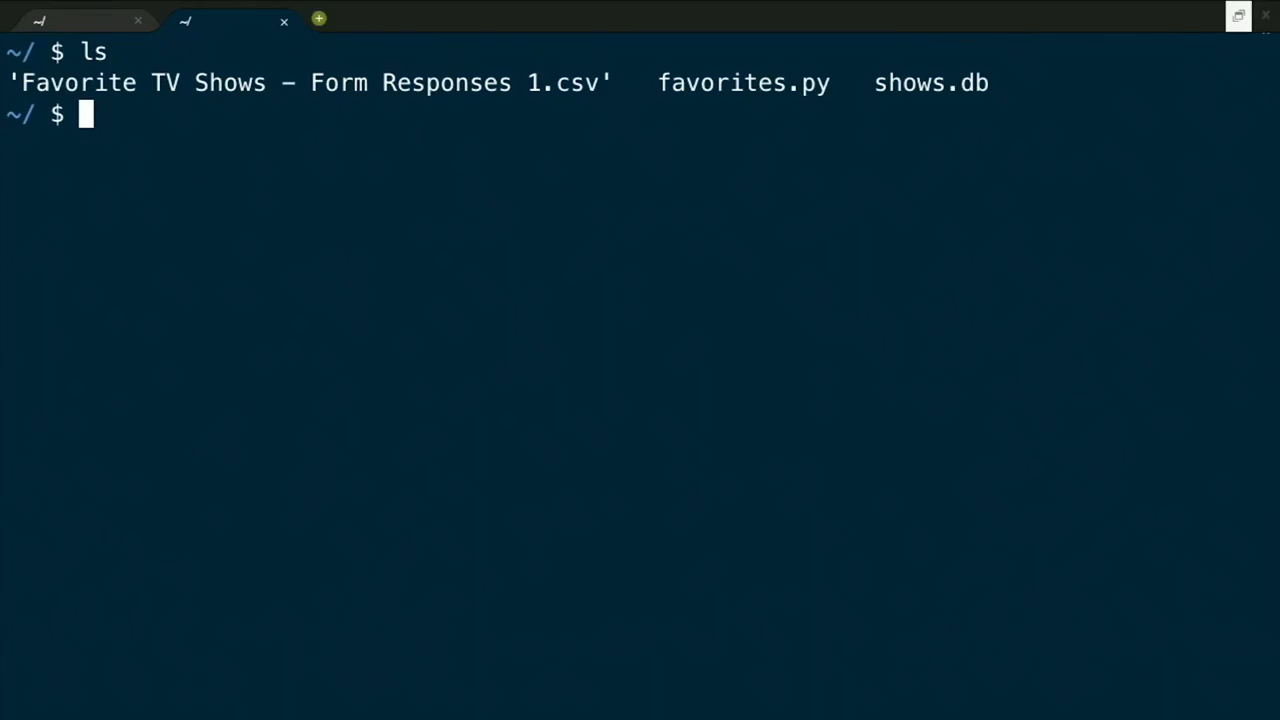 ~/ ~/
~/ $ ls
'Favorite TV Shows - Form Responses 1.csv' favorites.py shows.db
~/ $